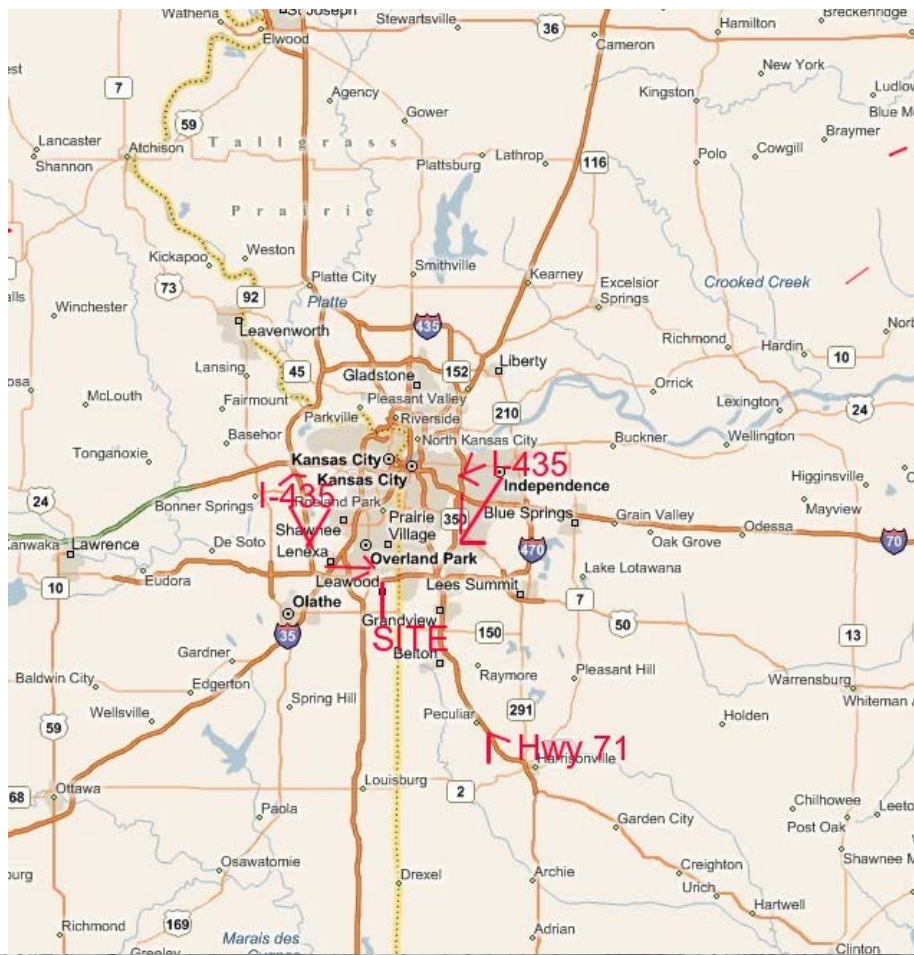 St Joseph
Wathena
Elwood
Stewartsville
36
Cameron
Hamilton
Breckenridge
7
Agency
59
Gower
New York
Kingston
Ludlow
Blue M
Braymer
Lancaster
Shannon
Atchison
Tallgrass
Prairie
Plattsburg
Lathrop
116
Polo
Cowgill
Kickapoo
Weston
73
92
Platte City
Platte
Smithville
Kearney
Excelsior
Springs
Crooked Creek
alls
Winchester
Leavenworth
435
Richmond
Hardin
10
Lansing
45
Gladstone
152
Liberty
Orrick
McLouth
Fairmount
Pleasant Valley
Parkville
Riverside
210
Lexington
24
Basehor
North Kansas City
Buckner
Wellington
Tonganoxie
Kansas City
Kansas City
I-435
Independence
Higginsville
Mayview
24
Bonner Springs
I-435
Roeland Park
Shawnee
Prairie
Village
350
Blue Springs
Grain Valley
Oak Grove
Odessa
70
Lawrence
De Soto
Lenexa
Overland Park
470
10
Eudora
Leawood
Lees Summit
Lake Lotawana
Olathe
35
Grandview
SITE
7
50
150
13
Gardner
Belton
Raymore
Pleasant Hill
Baldwin City
Edgerton
Warrensburg
Whiteman
Wellsville
Spring Hill
59
Peculiar
291
Holden
Hwy 71
Harrisonville
Louisburg
2
68
Ottawa
Paola
Chilhowee
Leeto
Post Oak
Garden City
Osawatomie
Shawnee M
Creighton
Drexel
Archie
Urich
Hartwell
169
Richmond
Marais des
Adrian
Greeley
Clinton